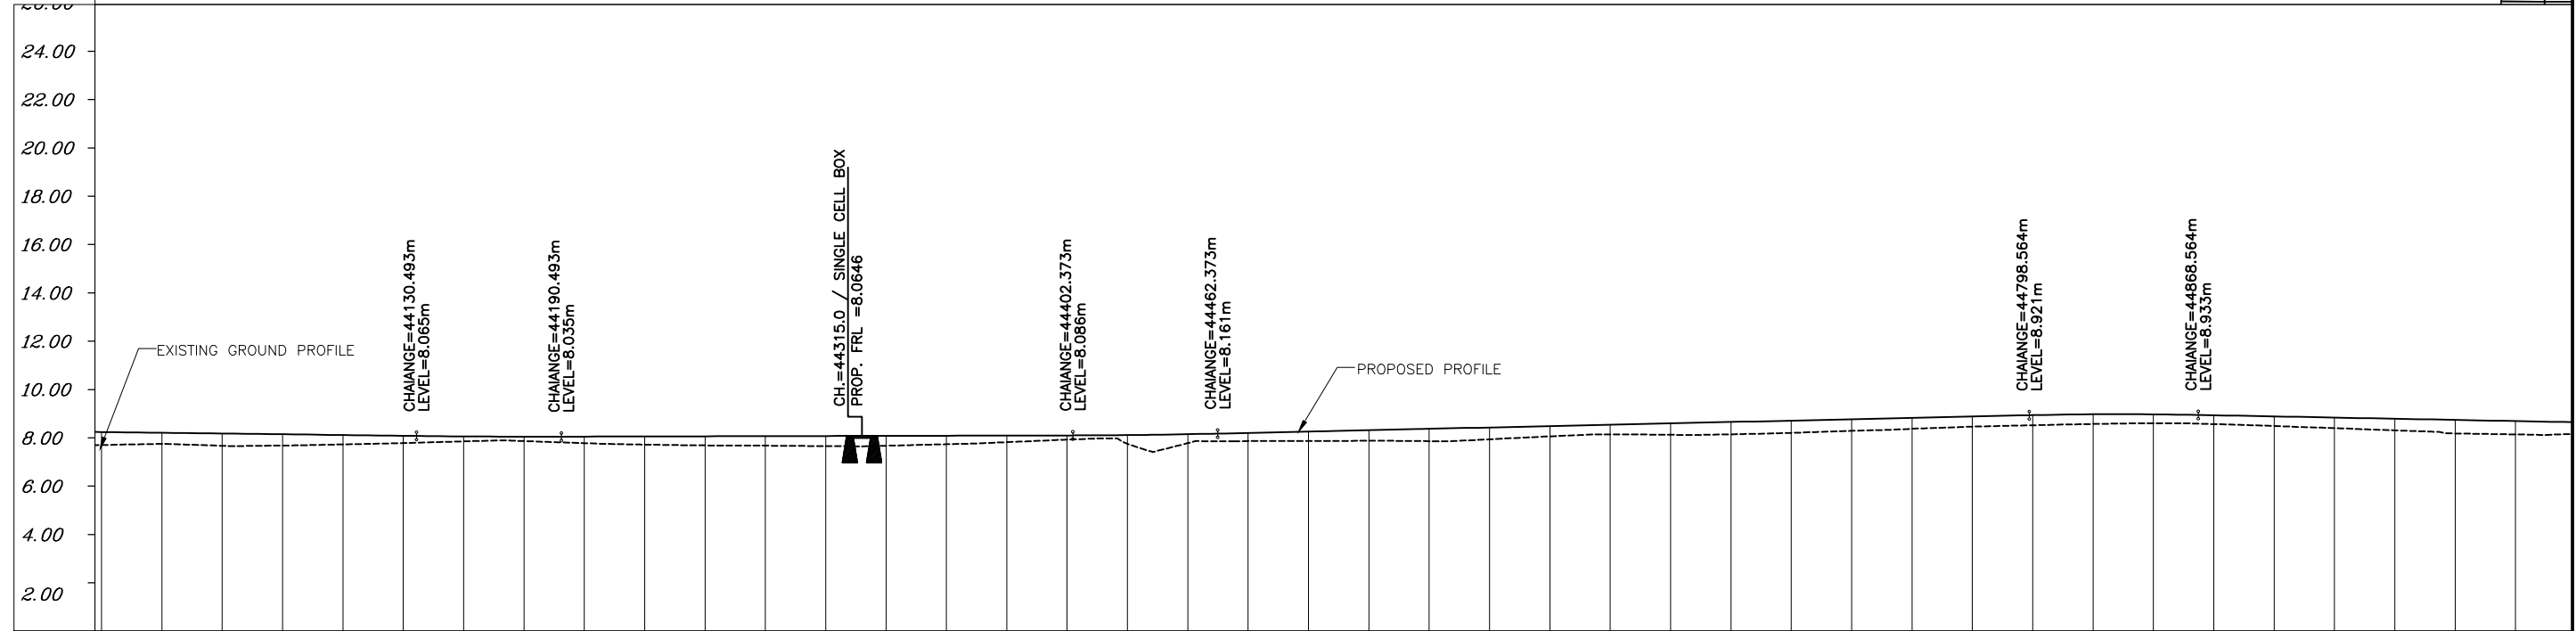 24.00
22.00
20.00
18.00
16.00
14.00
12.00
10.00
8.00
6.00
4.00
2.00
EXISTING GROUND PROFILE
CHAIANGE=44130.493m
LEVEL=8.065m
CHAIANGE=44190.493m
LEVEL=8.035m
CH.=44315.0 / SINGLE CELL BOX
PROP. FRL =8.0646
CHAIANGE=44402.373m
LEVEL=8.086m
CHAIANGE=44462.373m
LEVEL=8.161m
PROPOSED PROFILE
CHAIANGE=44798.564m
LEVEL=8.921m
CHAIANGE=44868.564m
LEVEL=8.933m